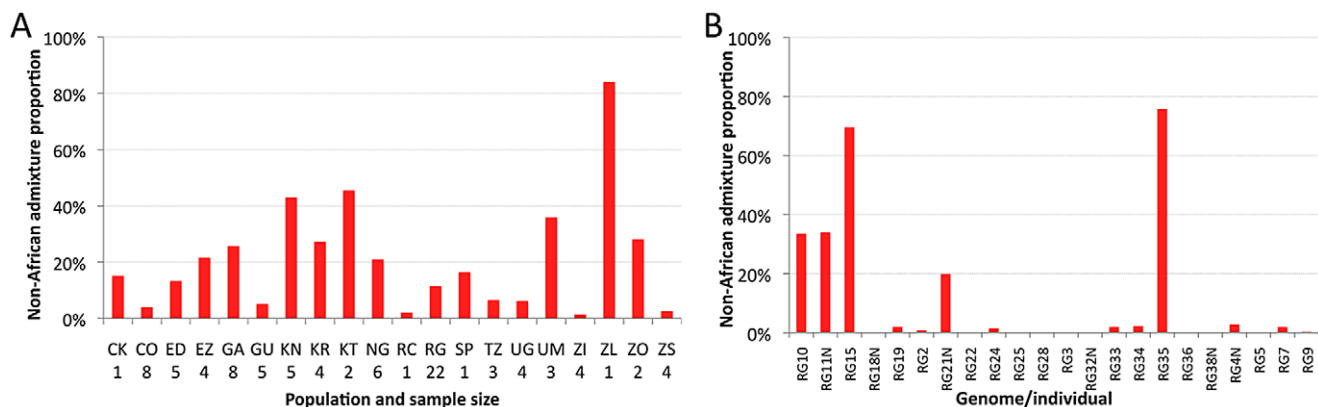 A
Non-African admixture proportion
100%
80%
60%
40%
20%
0%
CK CO ED EZ GA GU KN KR KT NG RC RG SP TZ UG UM ZI ZL ZO ZS
1 8 5 4 8 5 5 4 2 6 1 22 1 3 4 3 4 1 2 4
Population and sample size
B
Non-African admixture proportion
100%
80%
60%
40%
20%
0%
RG10
RG11N
RG15
RG18N
RG19
RG2
RG21N
RG22
RG24
RG25
RG28
RG3
RG32N
RG33
RG34
RG35
RG36
RG38N
RG4N
RG5
RG7
RG9
Genome/individual